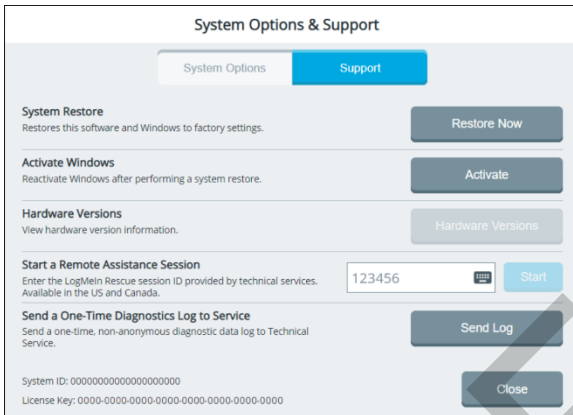 System Options & Support
System Options
Support
System Restore
Restores this software and Windows to factory settings.
Restore Now
Activate Windows
Reactivate Windows after performing a system restore.
Activate
Hardware Versions
View hardware version information.
Hardware Versions
Start a Remote Assistance Session
Enter the LogMeIn Rescue session ID provided by technical services.
Available in the US and Canada.
123456
Start
Send a One-Time Diagnostics Log to Service
Send a one-time, non-anonymous diagnostic data log to Technical
Service.
Send Log
System ID: 00000000000000000000
License Key: 0000-0000-0000-0000-0000-0000-0000-0000
Close